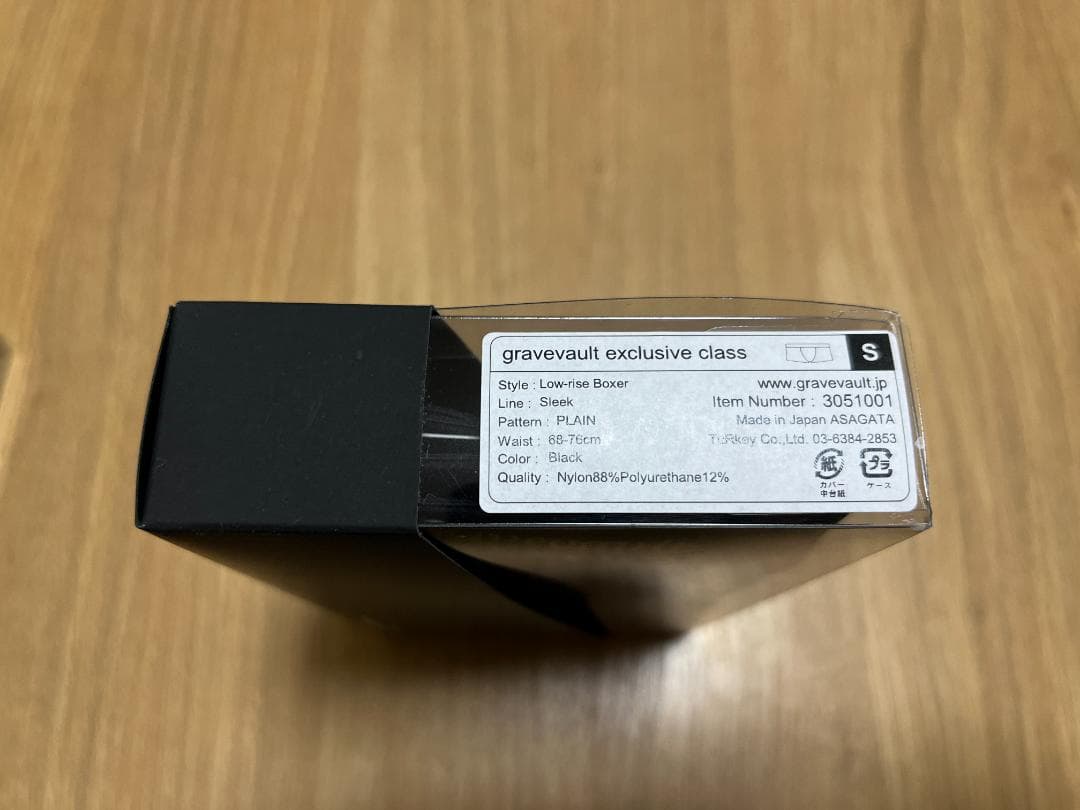 gravevault exclusive class
S
Style : Low-rise Boxer
www.gravevault.jp
Line : Sleek
Item Number : 3051001
Pattern : PLAIN
Made in Japan ASAGATA
Waist : 68-76cm
TuRkey Co.,Ltd. 03-6384-2853
Color : Black
Quality : Nylon88%Polyurethane12%
紙
プラ
カバー
中台紙
ケース